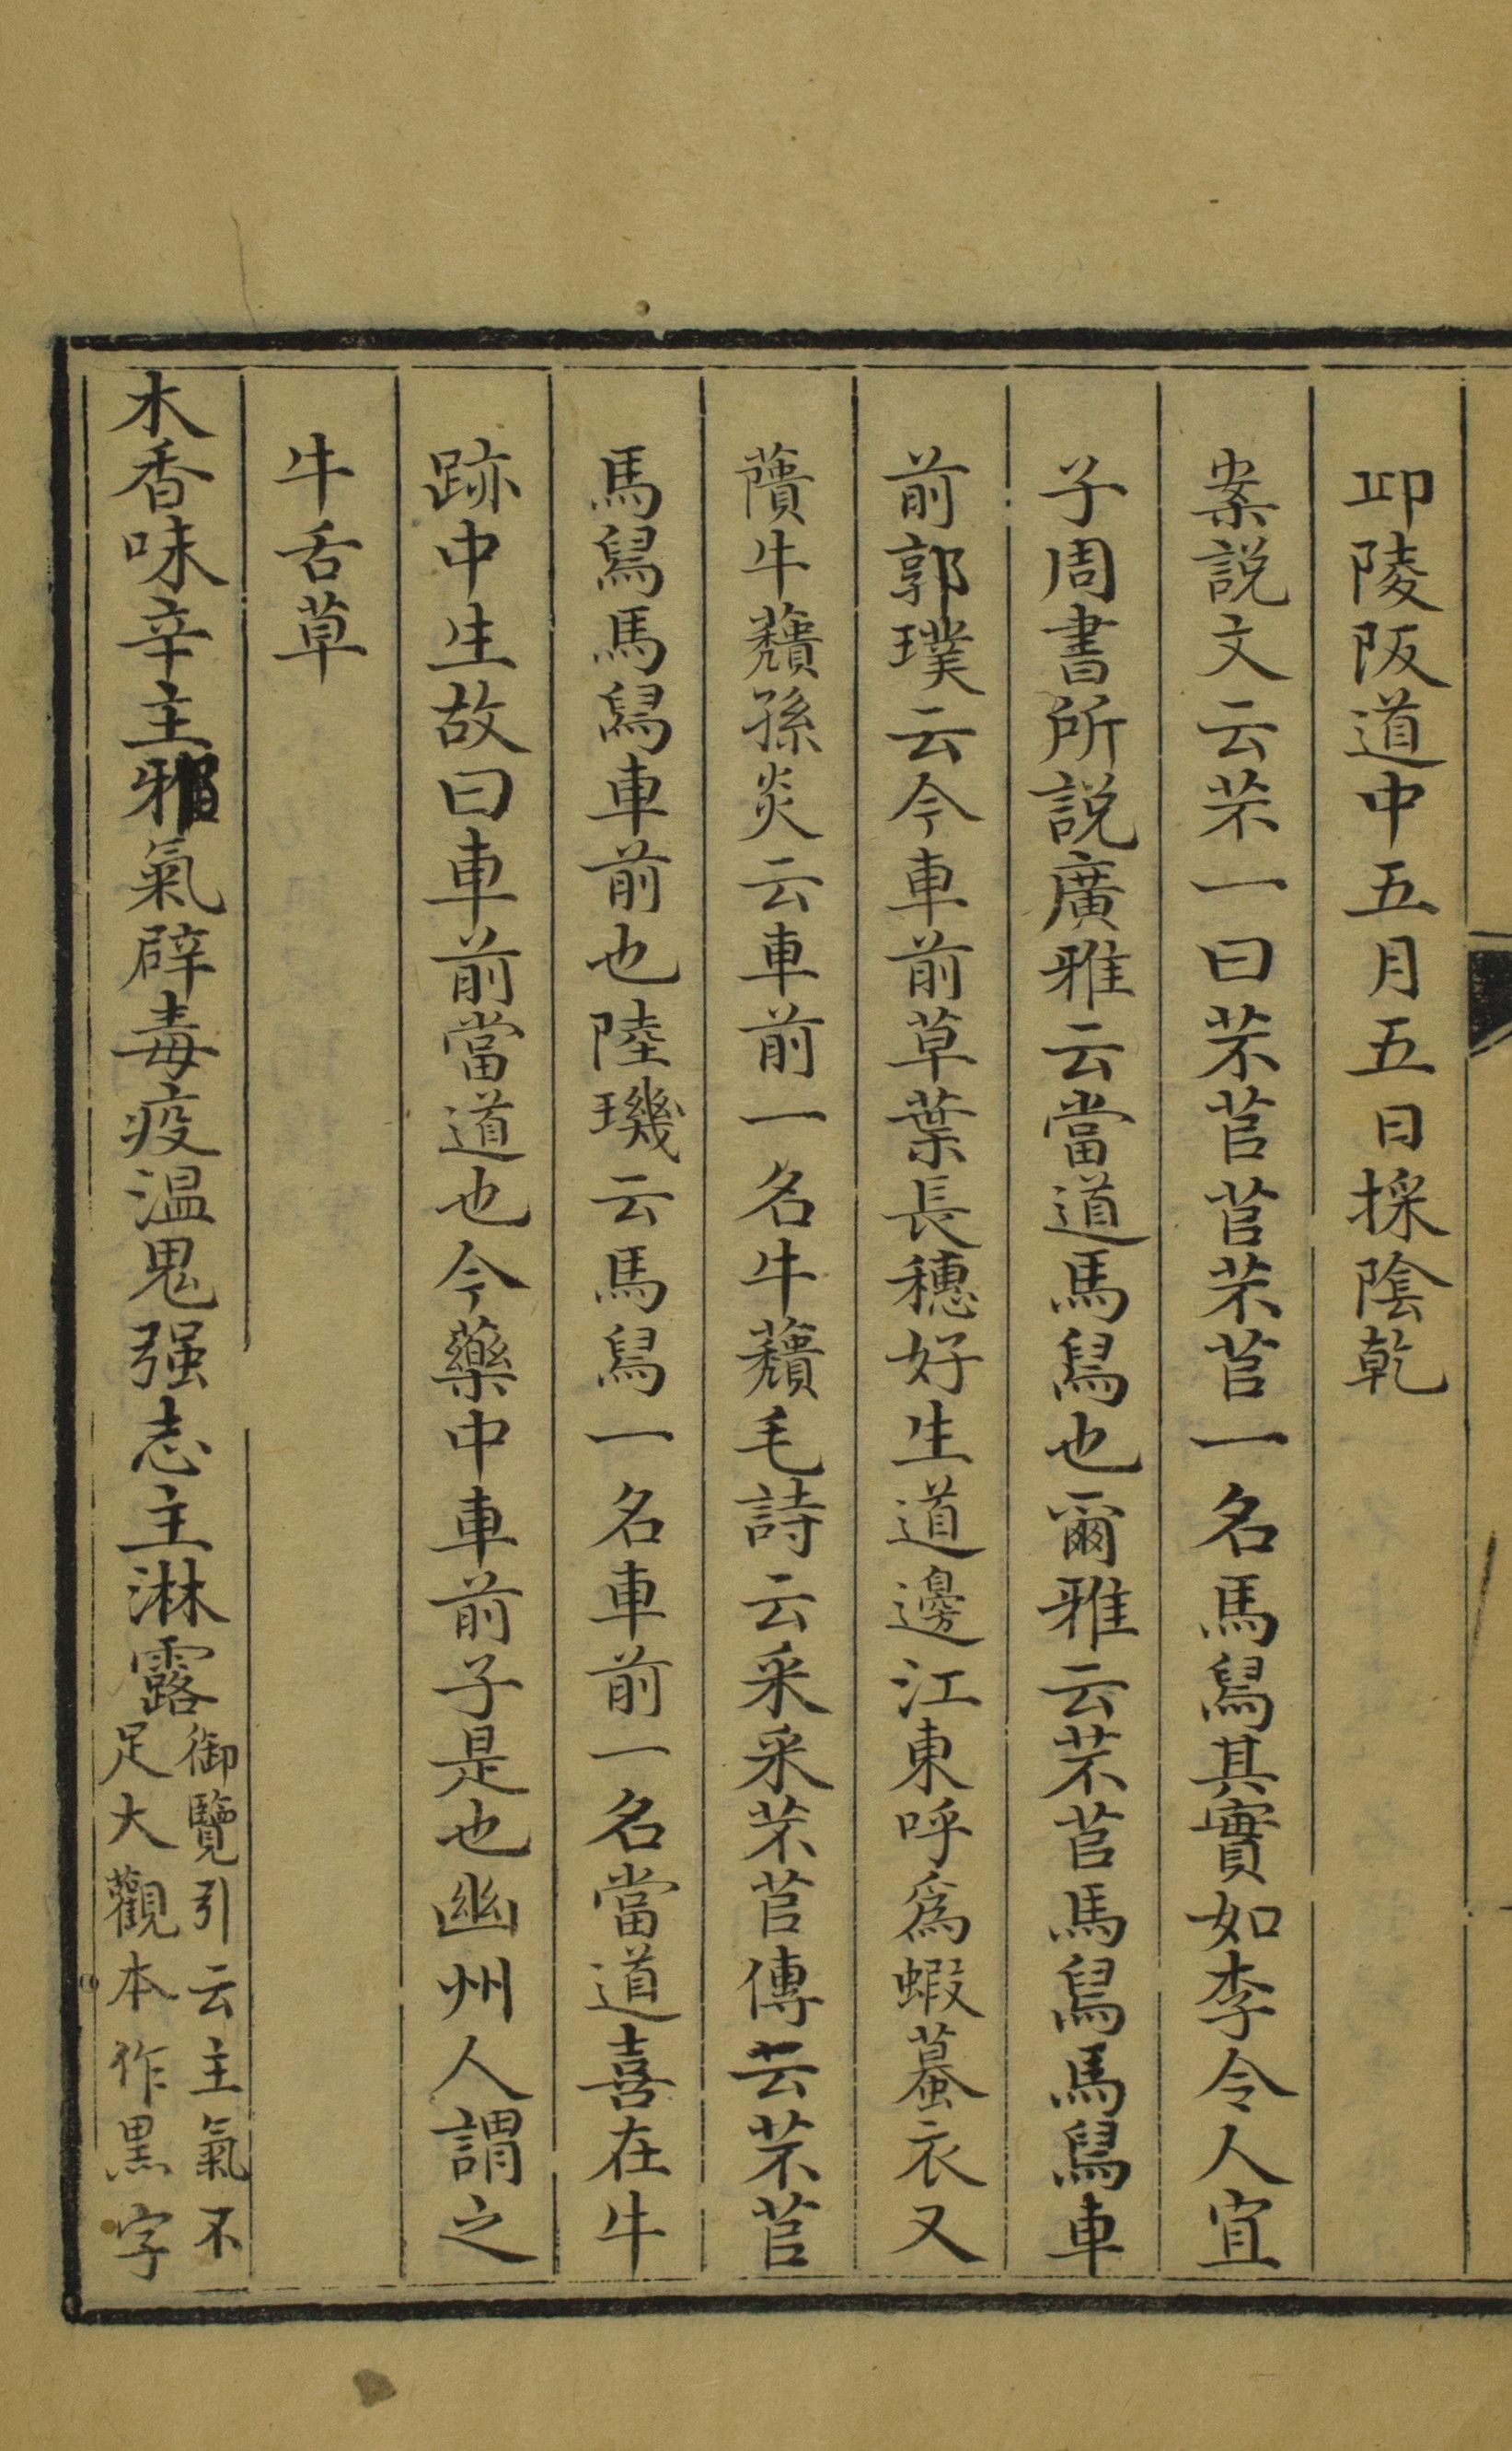 邱陵阪道中五月五日採陰乾
案說文云芣一曰芣苢苢芣苢一名馬舄其實如李令人宜
子周書所說廣雅云當道馬舄也爾雅云芣苢馬舄馬舄車
前郭璞云今車前草葉長穗好生道邊江東呼爲蝦蟇衣又
藬牛蘈孫炎云車前一名牛蘈毛詩云采采芣苢傳云芣苢
馬舄馬舄車前也陸璣云馬舄一名車前一名當道喜在牛
跡中生故曰車前當道也今藥中車前子是也幽州人謂之
牛舌草
木香味辛主邪氣辟毒疫温鬼强志主淋露御覽引云主氣不
足大觀本作黑字